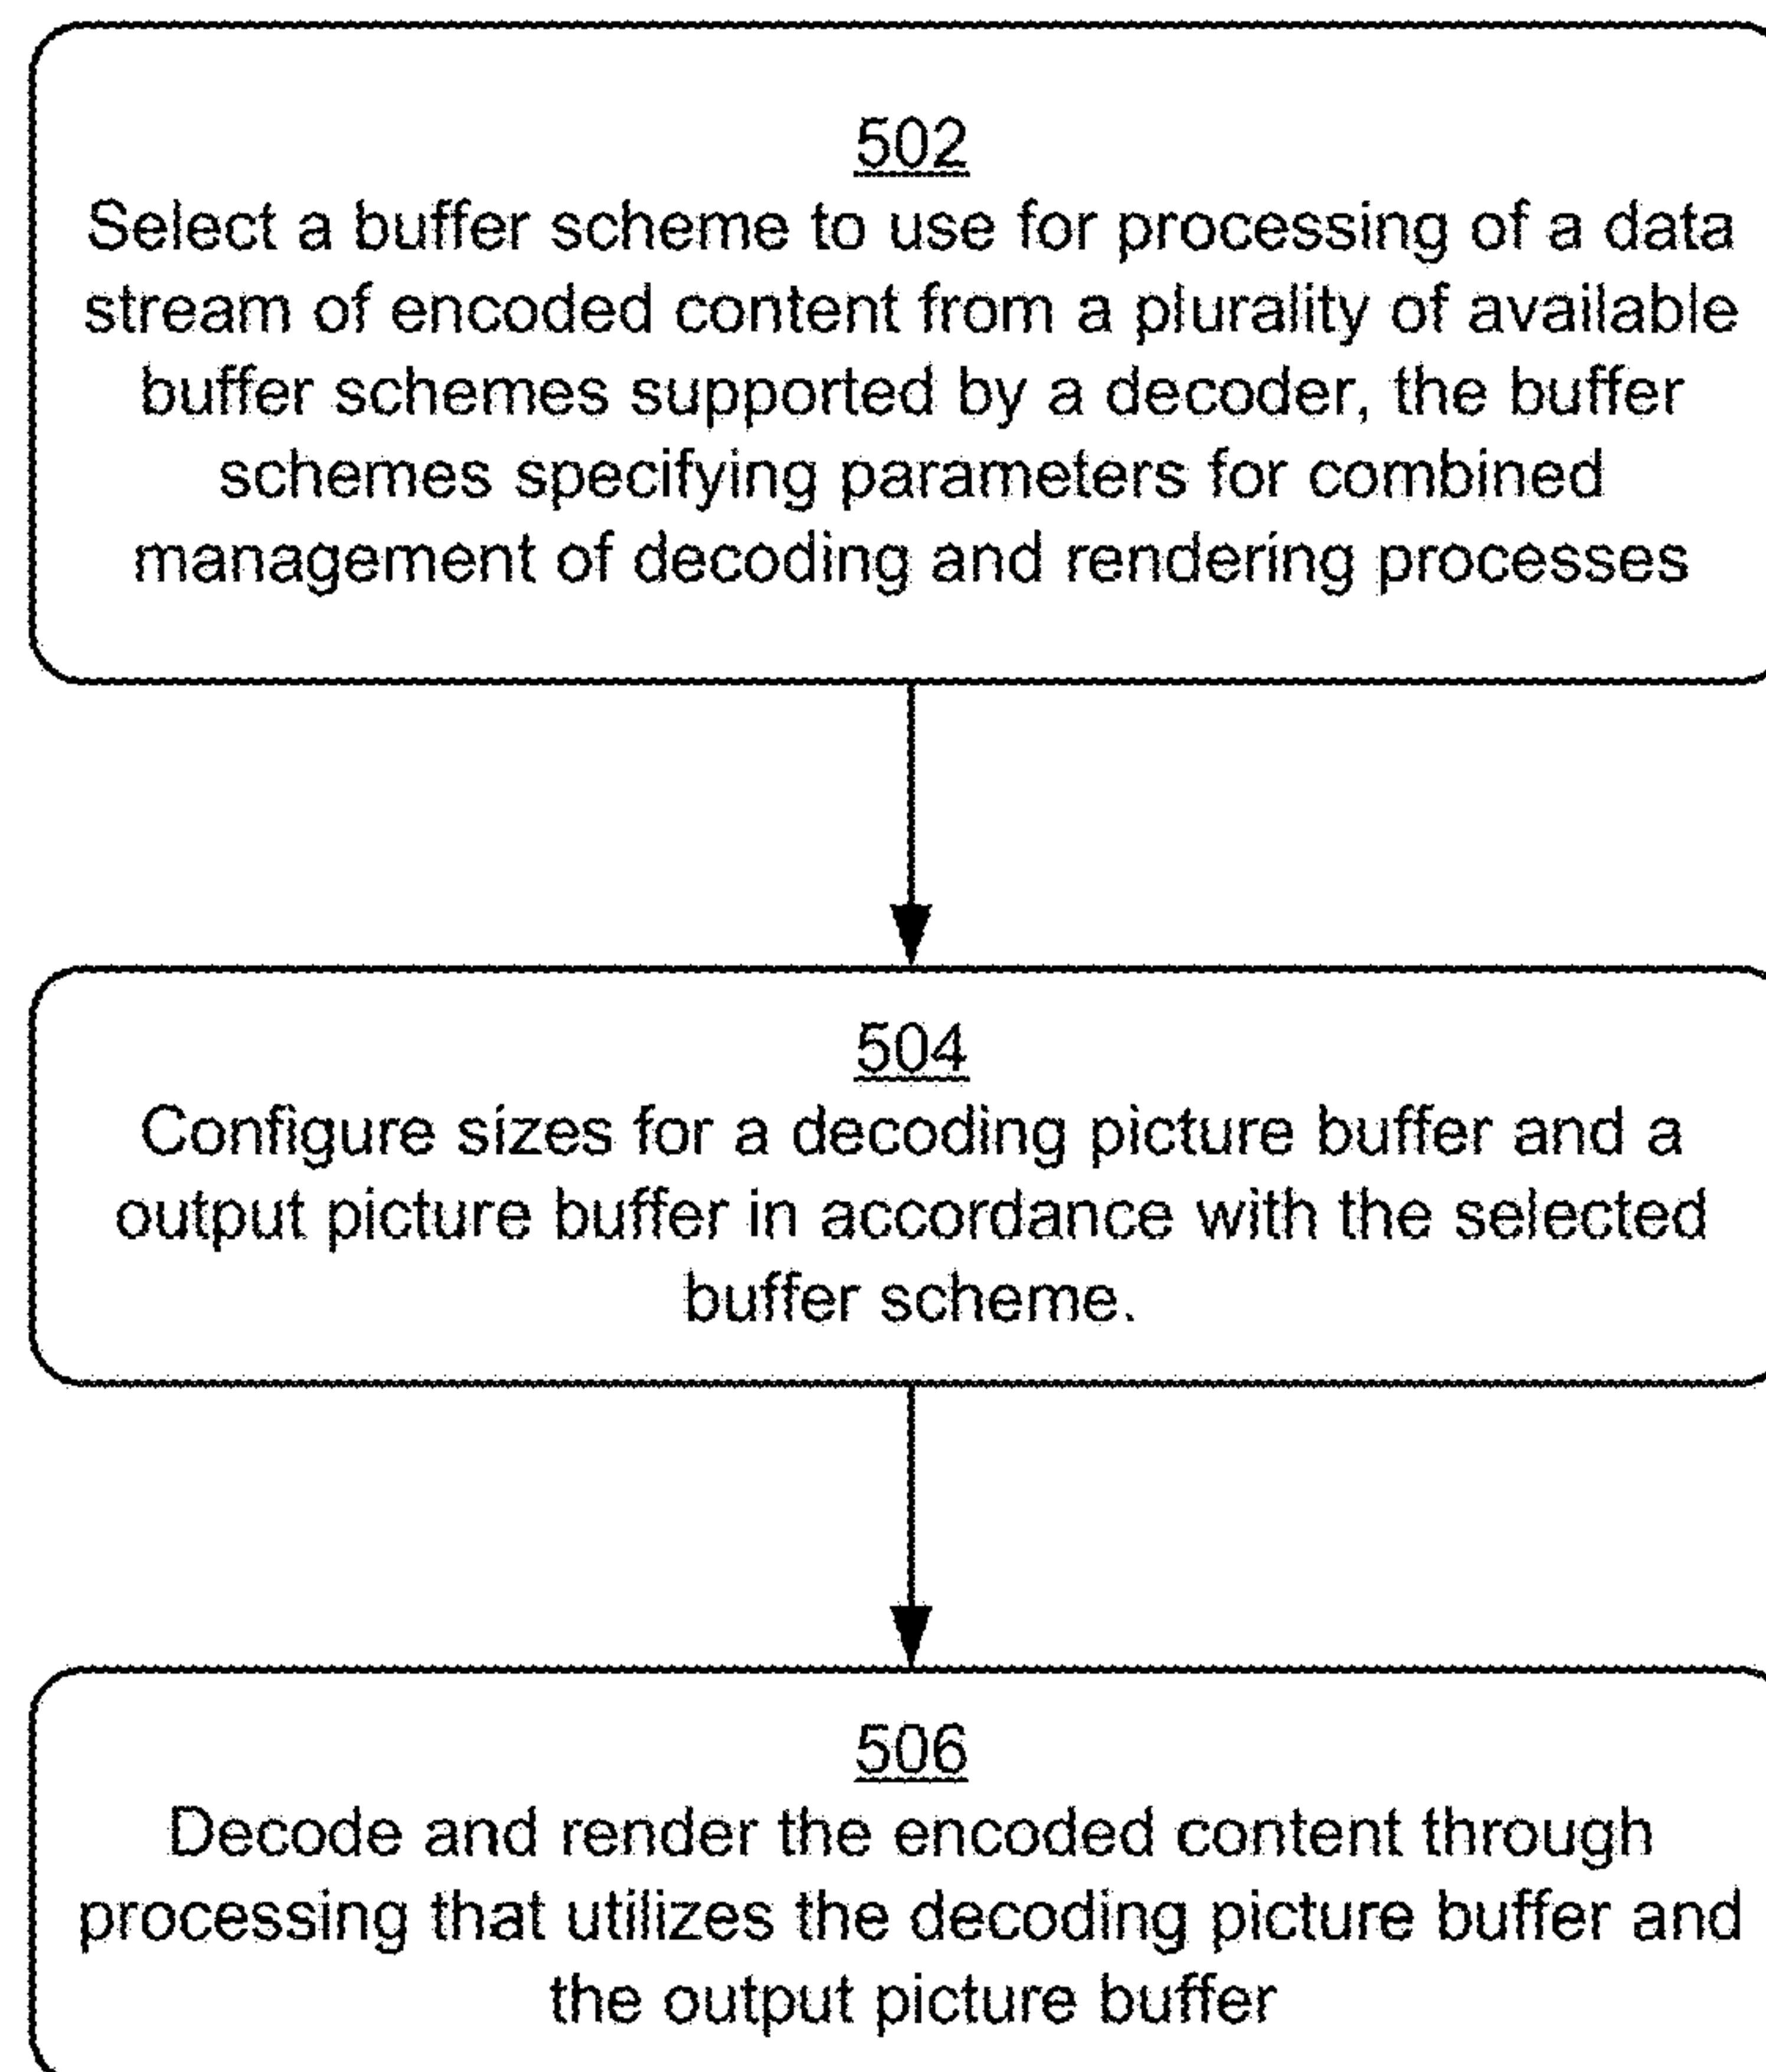 502
Select a buffer scheme to use for processing of a data
stream of encoded content from a plurality of available
buffer schemes supported by a decoder, the buffer
schemes specifying parameters for combined
management of decoding and rendering processes
504
Configure sizes for a decoding picture buffer and a
output picture buffer in accordance with the selected
buffer scheme.
506
Decode and render the encoded content through
processing that utilizes the decoding picture buffer and
the output picture buffer